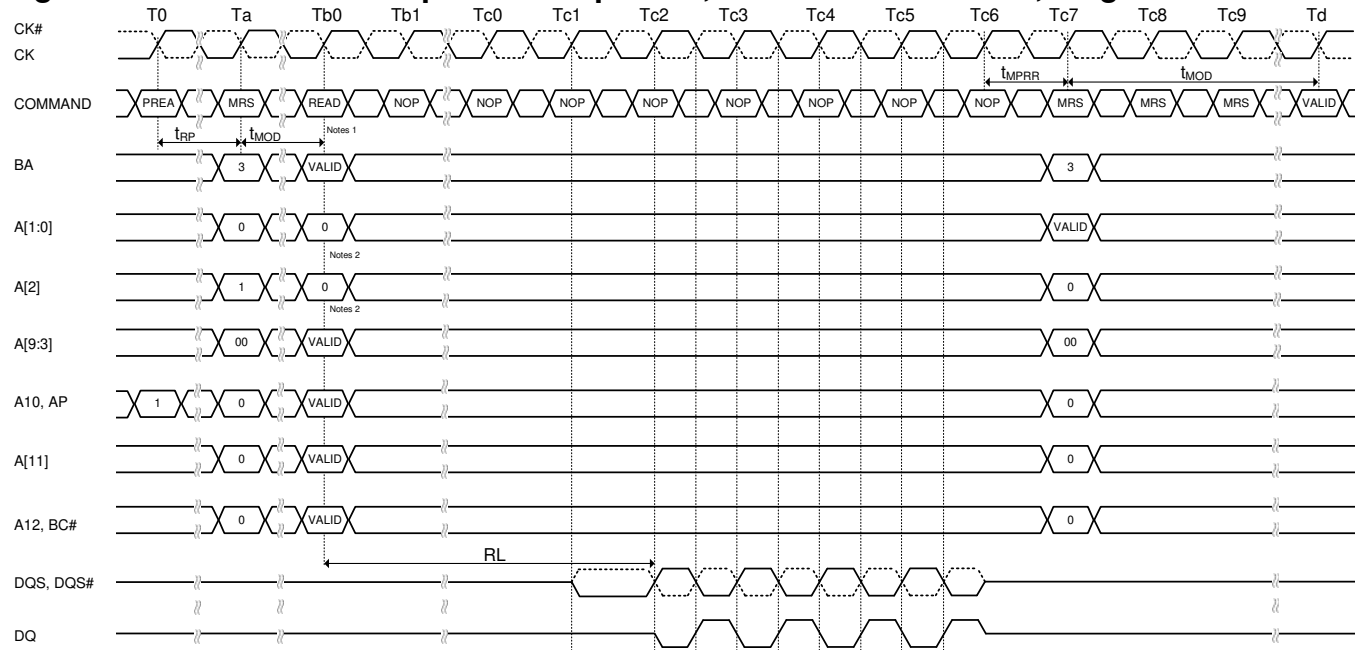 T0 Ta Tb0 Tb1 Tc0 Tc1 Tc2 Tc3 Tc4 Tc5 Tc6 Tc7 Tc8 Tc9 Td
CK#
CK
tMPRR tMOD
COMMAND PREA MRS READ NOP NOP NOP NOP NOP NOP NOP NOP MRS MRS MRS VALID
tRP tMOD Notes 1
BA 3 VALID 3
A[1:0] 0 0 VALID
Notes 2
A[2] 1 0 0
Notes 2
A[9:3] 00 VALID 00
A10, AP 1 0 VALID 0
A[11] 0 VALID 0
A12, BC# 0 VALID 0
RL
DQS, DQS#
DQ